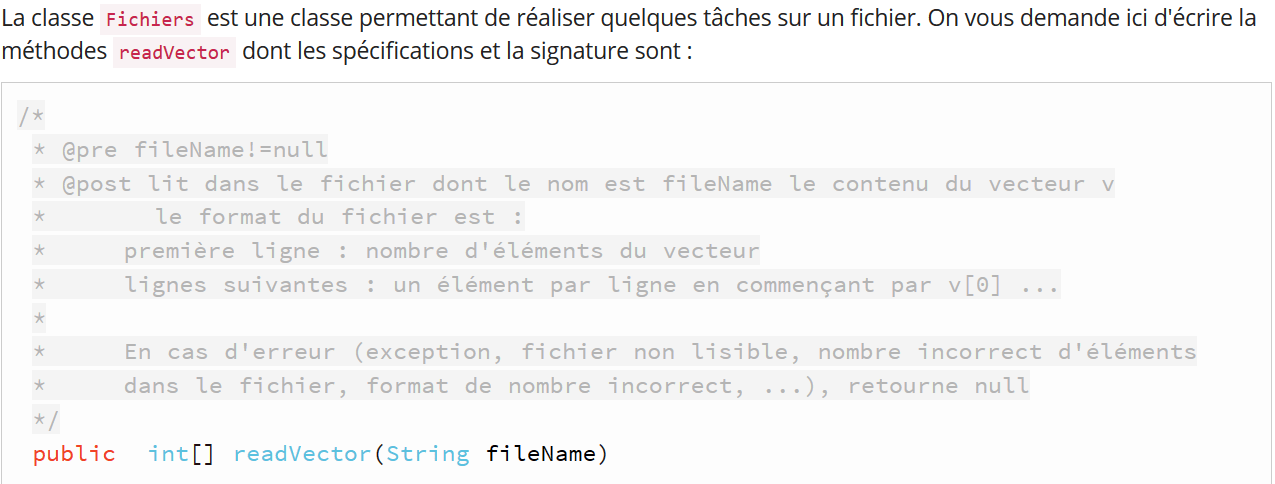 La classe Fichiers est une classe permettant de réaliser quelques tâches sur un fichier. On vous demande ici d'écrire la
méthodes readVector dont les spécifications et la signature sont :
/*
* @pre fileName!=null
* @post lit dans le fichier dont le nom est fileName le contenu du vecteur v
* le format du fichier est :
* première ligne : nombre d'éléments du vecteur
* lignes suivantes : un élément par ligne en commençant par v[0] ...
*
* En cas d'erreur (exception, fichier non lisible, nombre incorrect d'éléments
* dans le fichier, format de nombre incorrect, ...), retourne null
*/
public int[] readVector(String fileName)